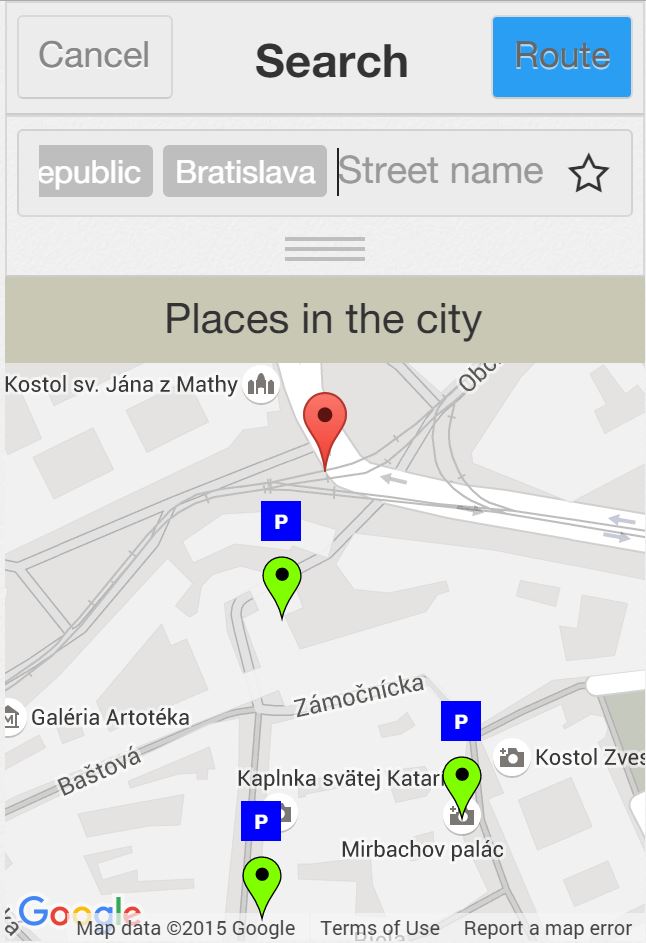 Cancel
Search
Route
epublic
Bratislava
Street name
Places in the city
Kostol sv. Jána z Mathy
Obc
P
Zámočnícka
Galéria Artotéka
P
Baštová
Kostol Zves
Kaplnka svätej Katarí
P
Mirbachov palác
Google
Map data ©2015 Google
Terms of Use
Report a map error